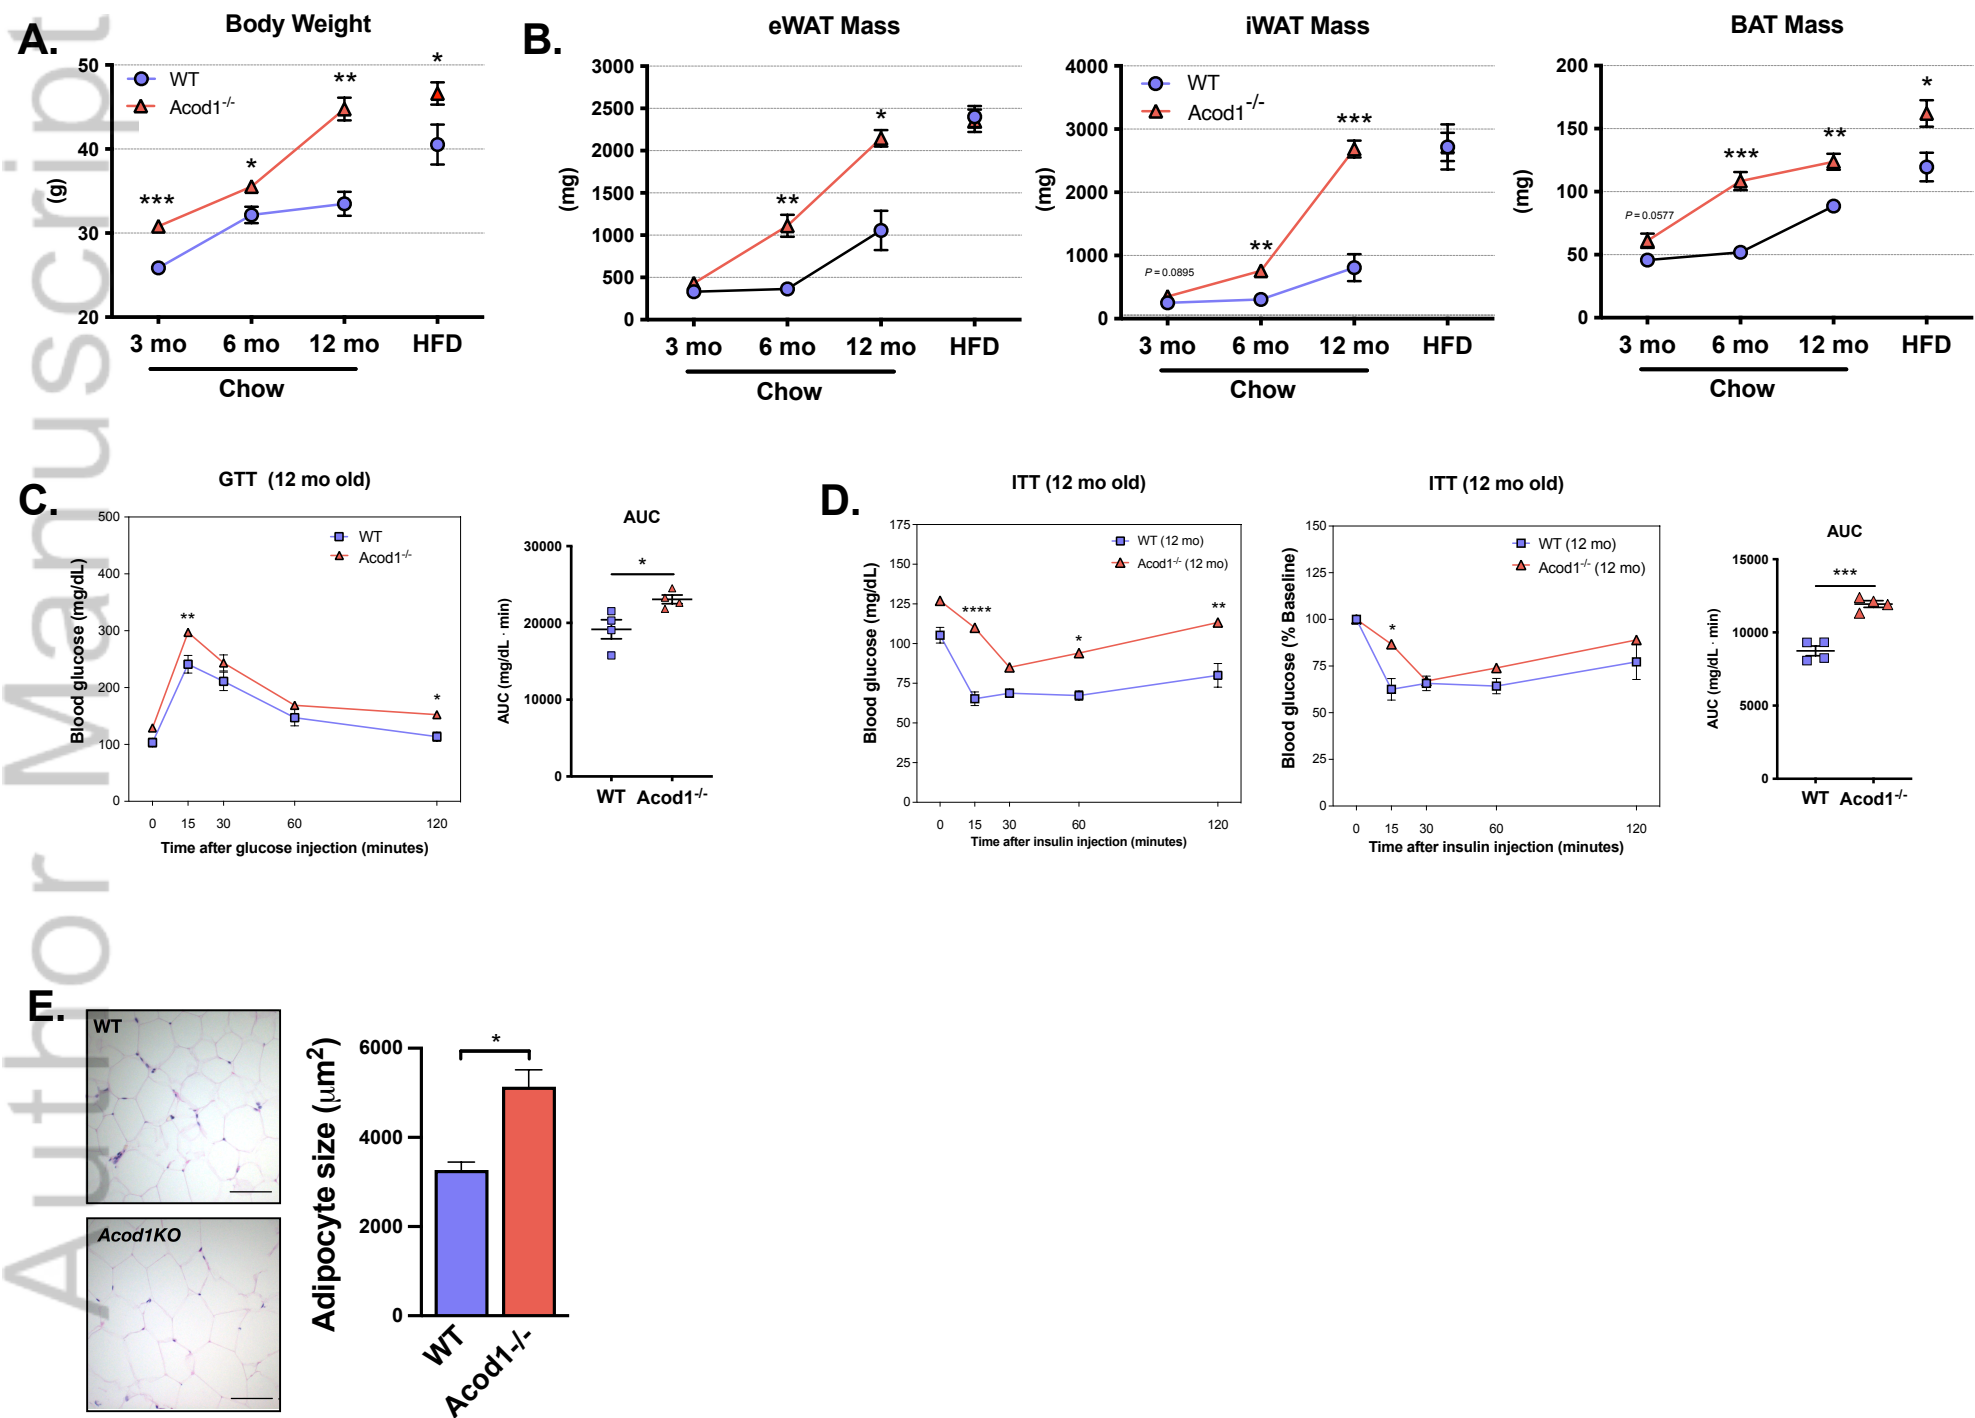 Author Manuscript
A.
Body Weight
50
40
30
20
(g)
WT
Acod1-/-
***
*
**
*
3 mo
6 mo
12 mo
HFD
Chow
B.
eWAT Mass
3000
2500
2000
1500
1000
500
0
(mg)
**
*
3 mo
6 mo
12 mo
HFD
Chow
iWAT Mass
4000
3000
2000
1000
0
(mg)
WT
Acod1-/-
P = 0.0895
**
***
3 mo
6 mo
12 mo
HFD
Chow
BAT Mass
200
150
100
50
0
(mg)
P = 0.0577
***
**
*
3 mo
6 mo
12 mo
HFD
Chow
C.
GTT (12 mo old)
500
400
300
200
100
0
Blood glucose (mg/dL)
WT
Acod1-/-
**
*
0 15 30 60 120
Time after glucose injection (minutes)
AUC
30000
20000
10000
0
AUC (mg/dL · min)
*
WT Acod1-/-
D.
ITT (12 mo old)
175
150
125
100
75
50
25
0
Blood glucose (mg/dL)
WT (12 mo)
Acod1-/- (12 mo)
****
*
**
0 15 30 60 120
Time after insulin injection (minutes)
ITT (12 mo old)
150
125
100
75
50
25
0
Blood glucose (% Baseline)
WT (12 mo)
Acod1-/- (12 mo)
*
0 15 30 60 120
Time after insulin injection (minutes)
AUC
15000
10000
5000
0
AUC (mg/dL · min)
***
WT Acod1-/-
E.
WT
Acod1KO
6000
4000
2000
0
Adipocyte size (μm2)
*
WT
Acod1-/-